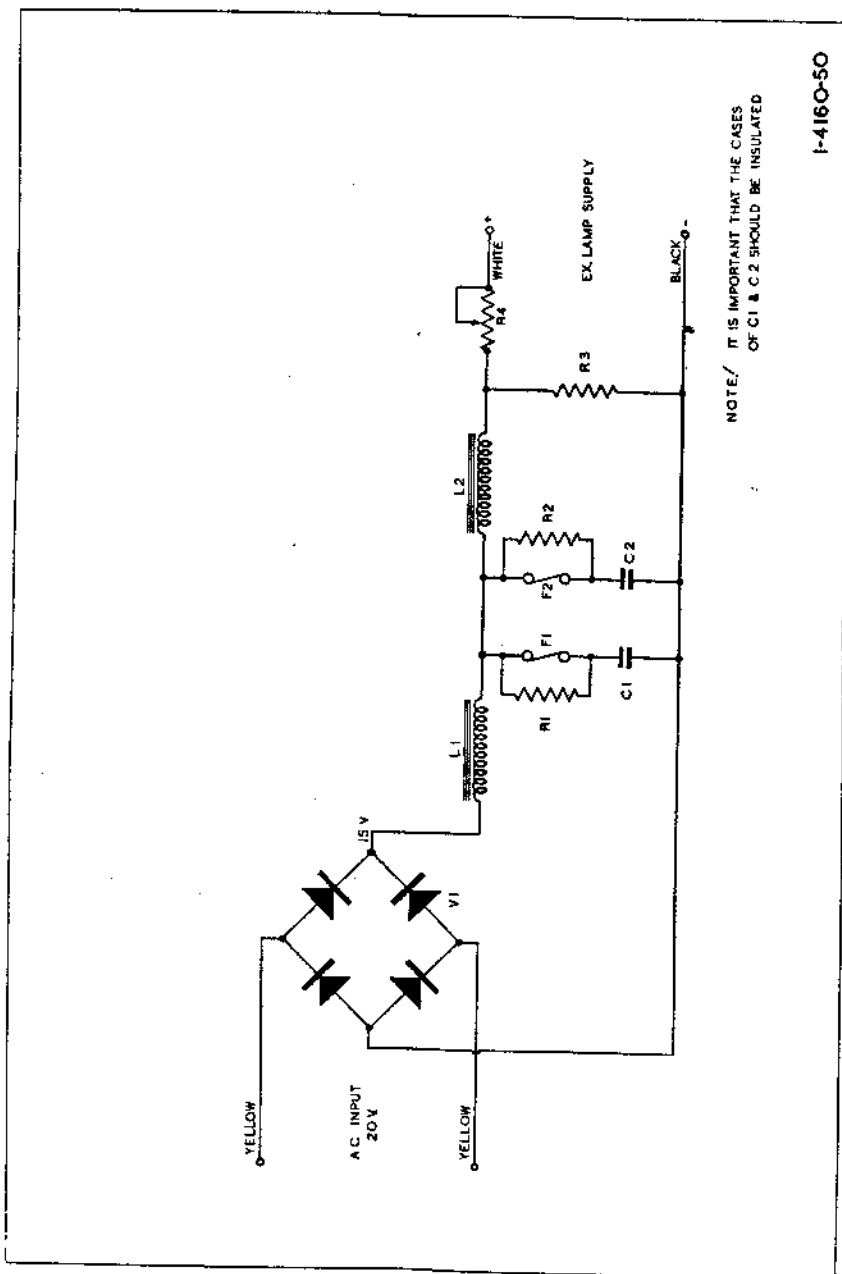 YELLOW
AC INPUT
20 V.
YELLOW
15 V
V1
L1
R1
F1
C1
F2
R2
C2
L2
R3
R4
WHITE
+
EX. LAMP SUPPLY
BLACK
-
NOTE/ IT IS IMPORTANT THAT THE CASES
OF C1 & C2 SHOULD BE INSULATED
1-4160-50